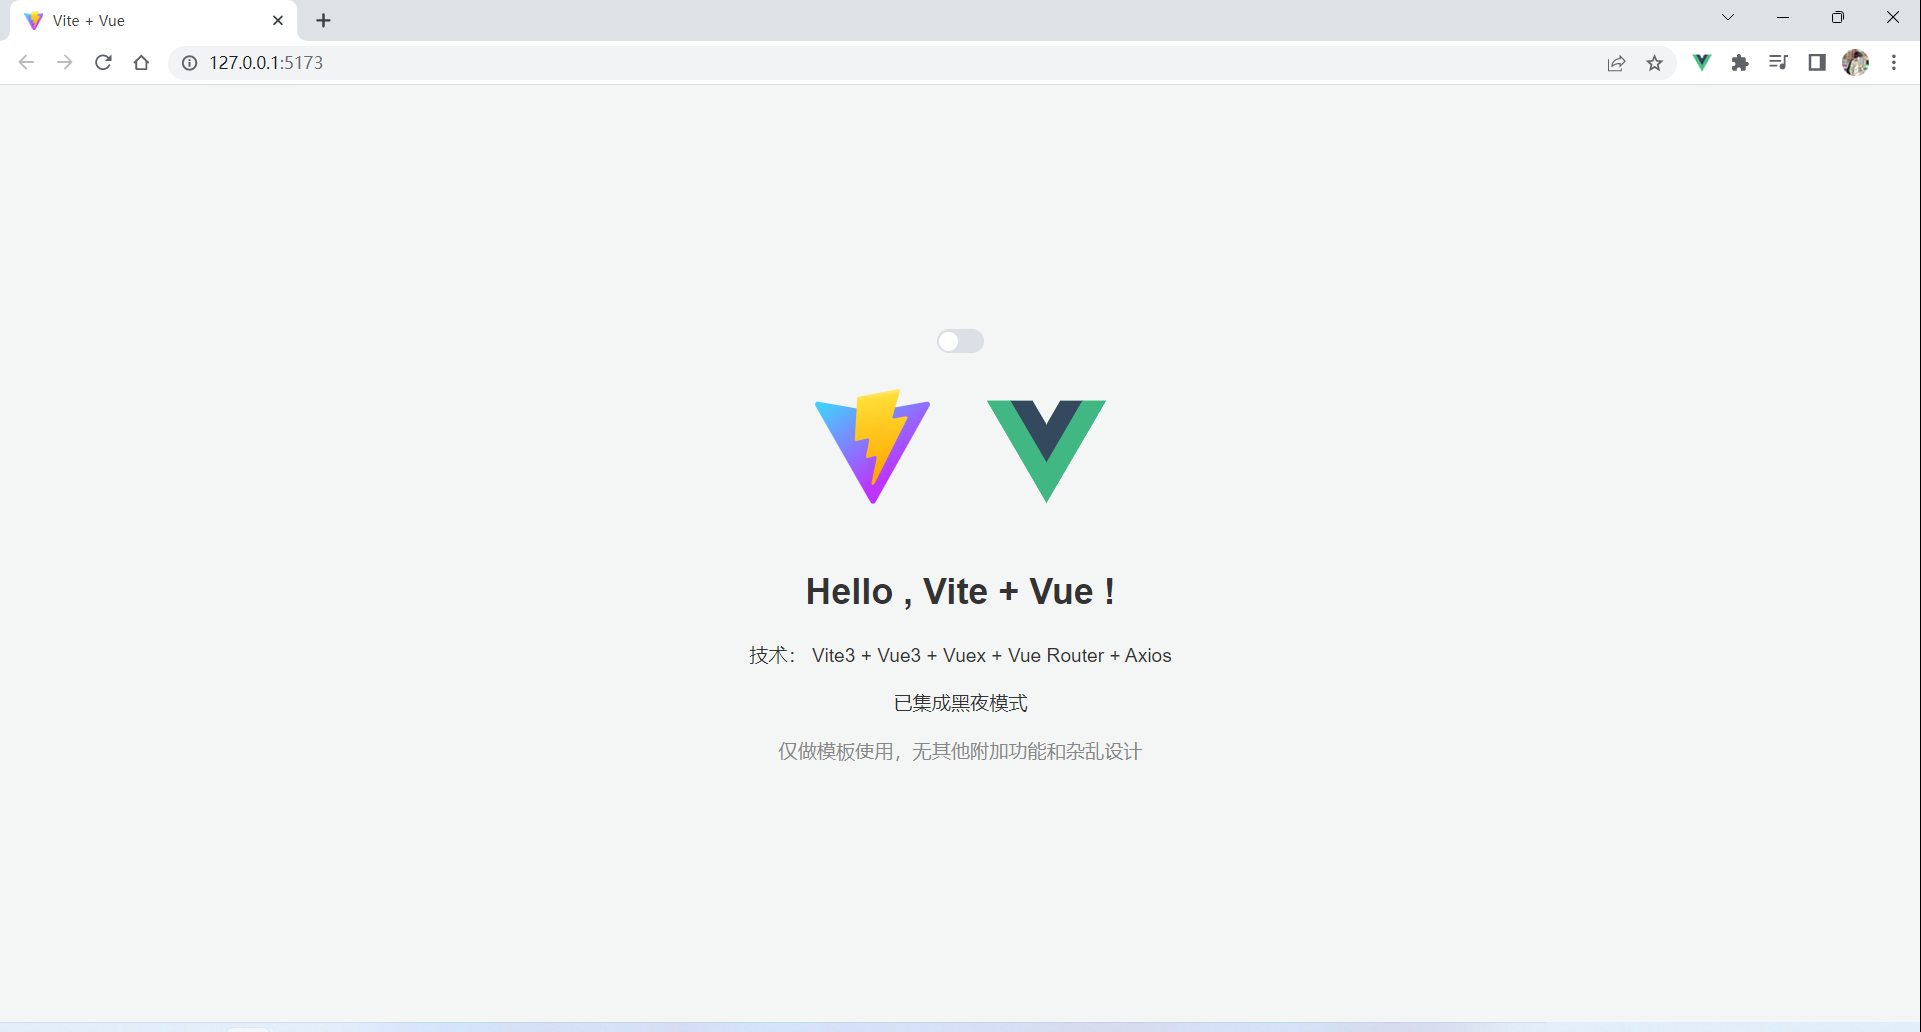 Vite + Vue
127.0.0.1:5173
Hello , Vite + Vue !
技术： Vite3 + Vue3 + Vuex + Vue Router + Axios
已集成黑夜模式
仅做模板使用，无其他附加功能和杂乱设计